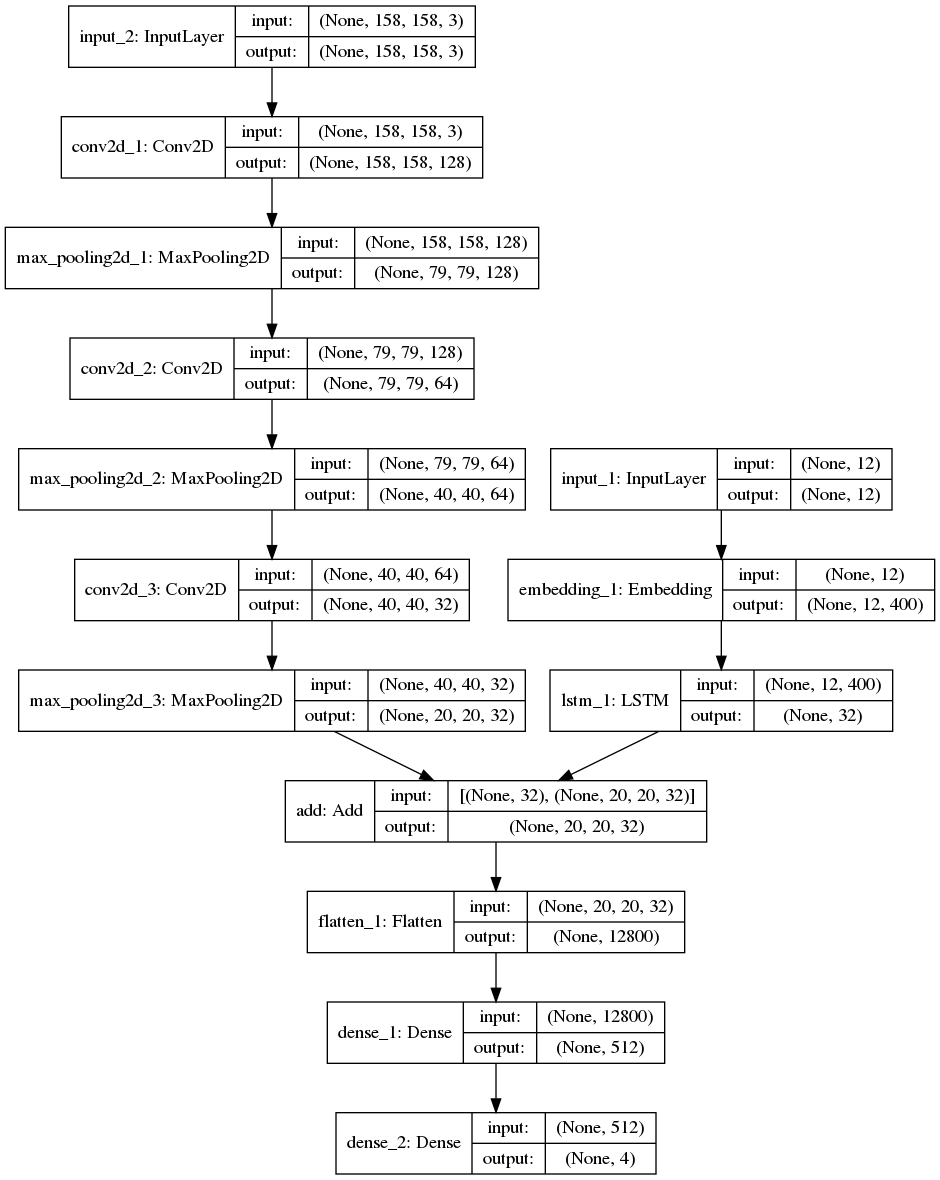 input_2: InputLayer
input:
(None, 158, 158, 3)
output:
(None, 158, 158, 3)
conv2d_1: Conv2D
input:
(None, 158, 158, 3)
output:
(None, 158, 158, 128)
max_pooling2d_1: MaxPooling2D
input:
(None, 158, 158, 128)
output:
(None, 79, 79, 128)
conv2d_2: Conv2D
input:
(None, 79, 79, 128)
output:
(None, 79, 79, 64)
max_pooling2d_2: MaxPooling2D
input:
(None, 79, 79, 64)
output:
(None, 40, 40, 64)
input_1: InputLayer
input:
(None, 12)
output:
(None, 12)
conv2d_3: Conv2D
input:
(None, 40, 40, 64)
output:
(None, 40, 40, 32)
embedding_1: Embedding
input:
(None, 12)
output:
(None, 12, 400)
max_pooling2d_3: MaxPooling2D
input:
(None, 40, 40, 32)
output:
(None, 20, 20, 32)
lstm_1: LSTM
input:
(None, 12, 400)
output:
(None, 32)
add: Add
input:
[(None, 32), (None, 20, 20, 32)]
output:
(None, 20, 20, 32)
flatten_1: Flatten
input:
(None, 20, 20, 32)
output:
(None, 12800)
dense_1: Dense
input:
(None, 12800)
output:
(None, 512)
dense_2: Dense
input:
(None, 512)
output:
(None, 4)